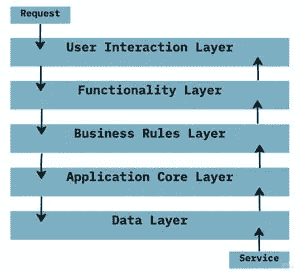 Request
User Interaction Layer
Functionality Layer
Business Rules Layer
Application Core Layer
Data Layer
Service